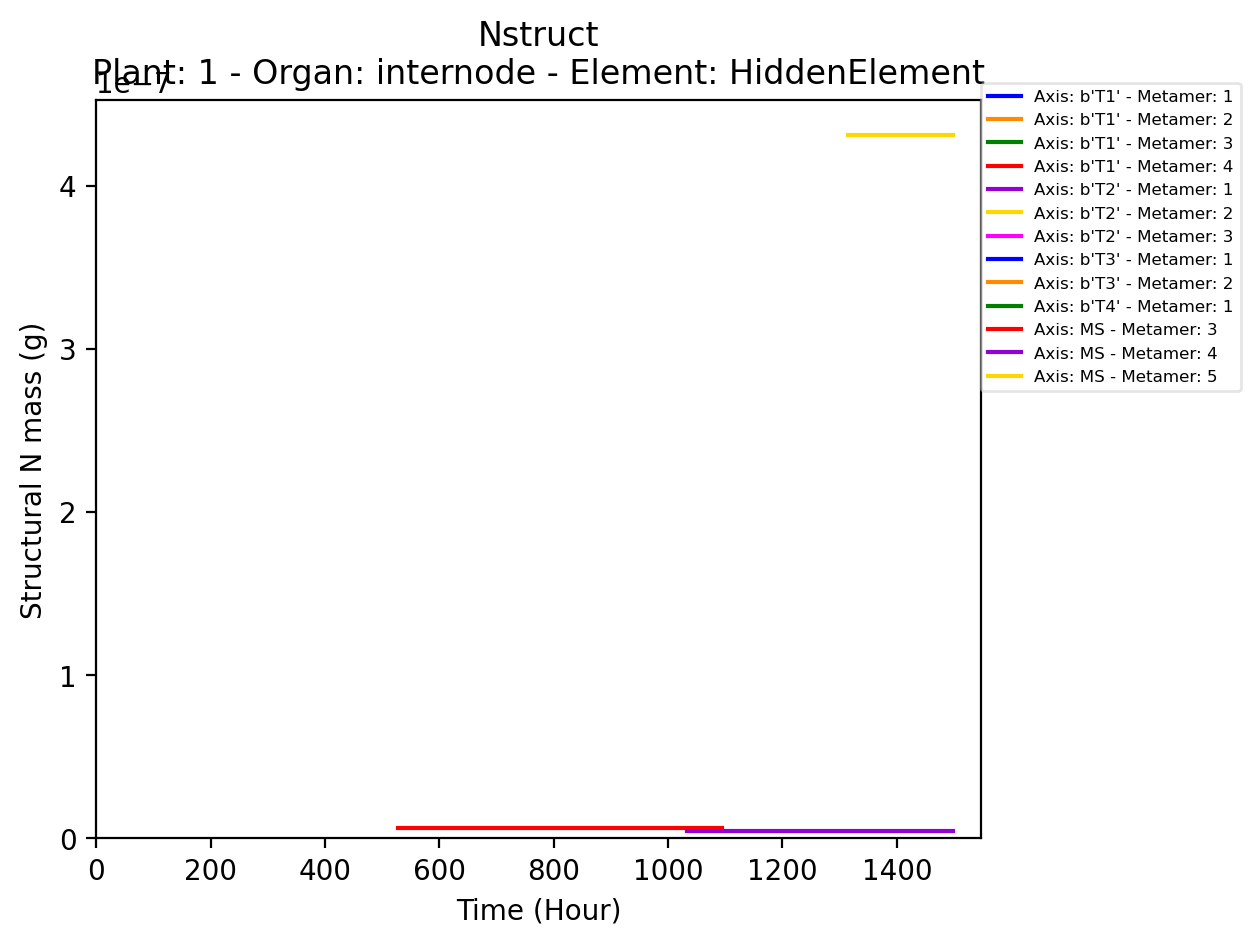 Nstruct
Plant: 1 - Organ: internode - Element: HiddenElement
1e−7
Axis: b'T1' - Metamer: 1
Axis: b'T1' - Metamer: 2
Axis: b'T1' - Metamer: 3
Axis: b'T1' - Metamer: 4
Axis: b'T2' - Metamer: 1
Axis: b'T2' - Metamer: 2
Axis: b'T2' - Metamer: 3
Axis: b'T3' - Metamer: 1
Axis: b'T3' - Metamer: 2
Axis: b'T4' - Metamer: 1
Axis: MS - Metamer: 3
Axis: MS - Metamer: 4
Axis: MS - Metamer: 5
Structural N mass (g)
4
3
2
1
0
0 200 400 600 800 1000 1200 1400
Time (Hour)